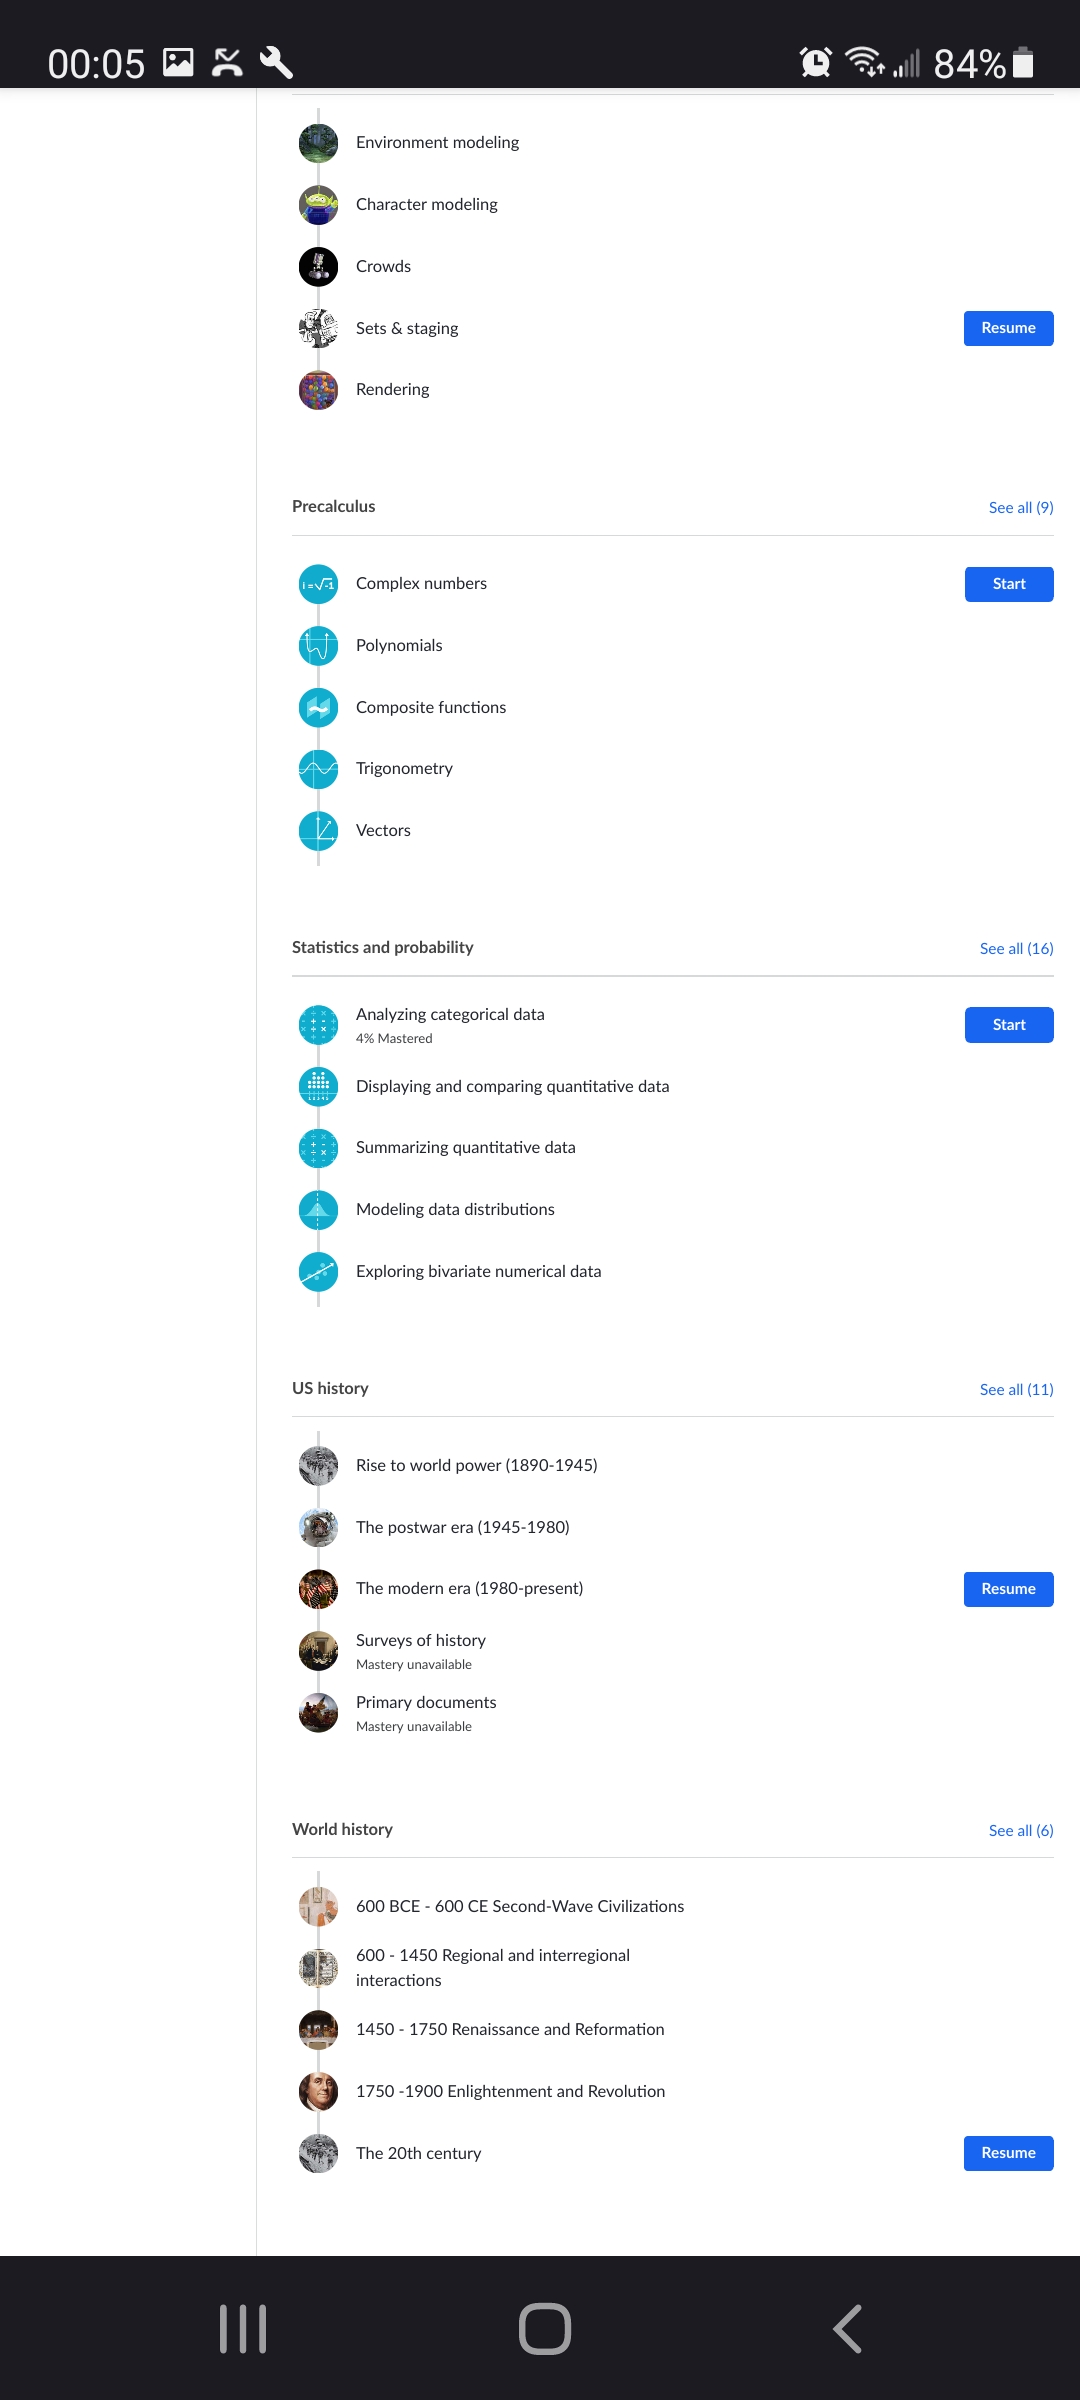 00:05
84%
Environment modeling
Character modeling
Crowds
Sets & staging
Resume
Rendering
Precalculus
See all (9)
i = √-1
Complex numbers
Start
Polynomials
Composite functions
Trigonometry
Vectors
Statistics and probability
See all (16)
Analyzing categorical data
4% Mastered
Start
Displaying and comparing quantitative data
Summarizing quantitative data
Modeling data distributions
Exploring bivariate numerical data
US history
See all (11)
Rise to world power (1890-1945)
The postwar era (1945-1980)
The modern era (1980-present)
Resume
Surveys of history
Mastery unavailable
Primary documents
Mastery unavailable
World history
See all (6)
600 BCE - 600 CE Second-Wave Civilizations
600 - 1450 Regional and interregional
interactions
1450 - 1750 Renaissance and Reformation
1750 -1900 Enlightenment and Revolution
The 20th century
Resume